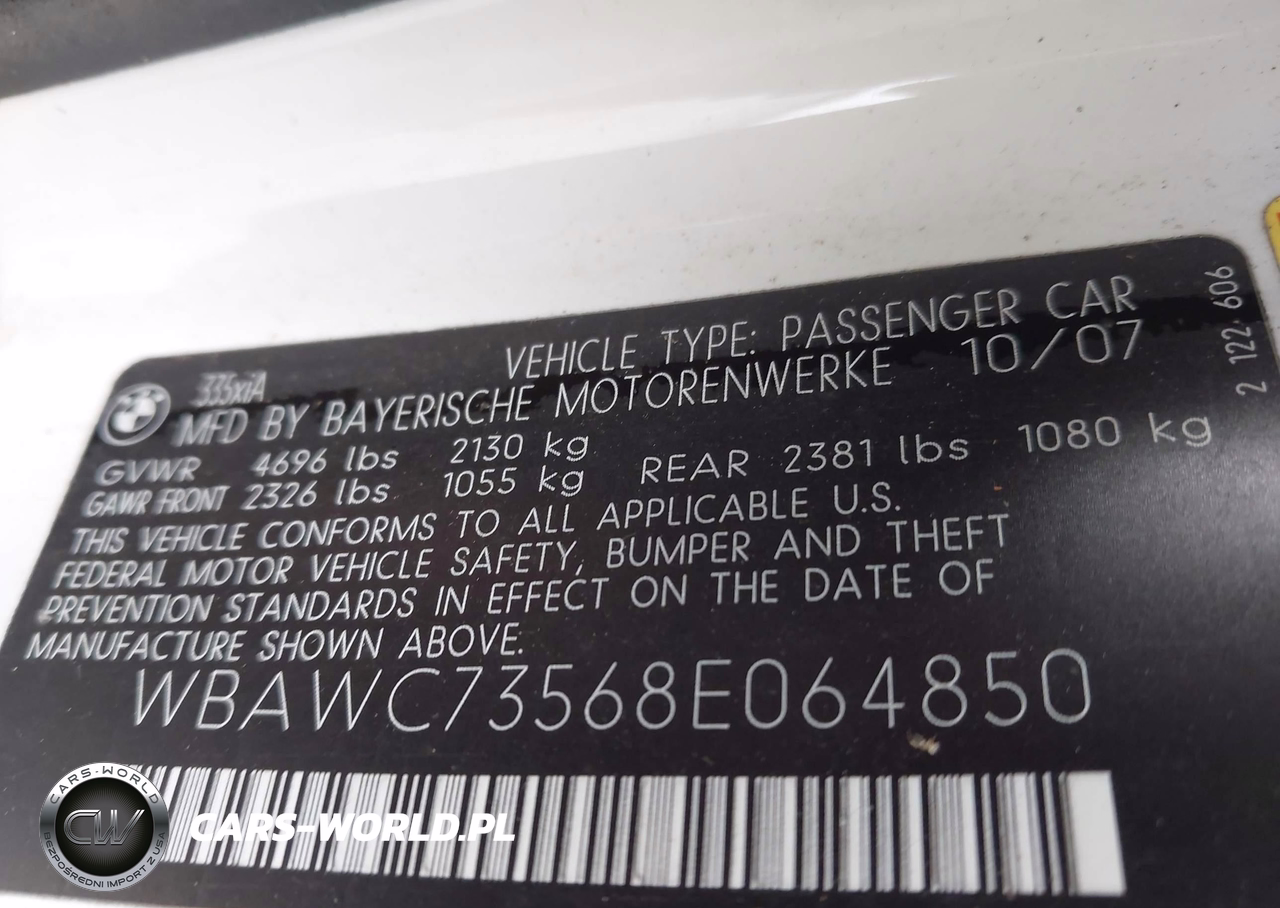 VEHICLE TYPE: PASSENGER CAR
335xiA
MFD BY BAYERISCHE MOTORENWERKE 10/07
GVWR 4696 lbs 2130 kg
GAWR FRONT 2326 lbs 1055 kg REAR 2381 lbs 1080 kg
THIS VEHICLE CONFORMS TO ALL APPLICABLE U.S.
FEDERAL MOTOR VEHICLE SAFETY, BUMPER AND THEFT
PREVENTION STANDARDS IN EFFECT ON THE DATE OF
MANUFACTURE SHOWN ABOVE.
WBAWC73568E064850
2 122 606
CARS-WORLD
CW
BEZPOŚREDNI IMPORT Z USA
CARS-WORLD.PL